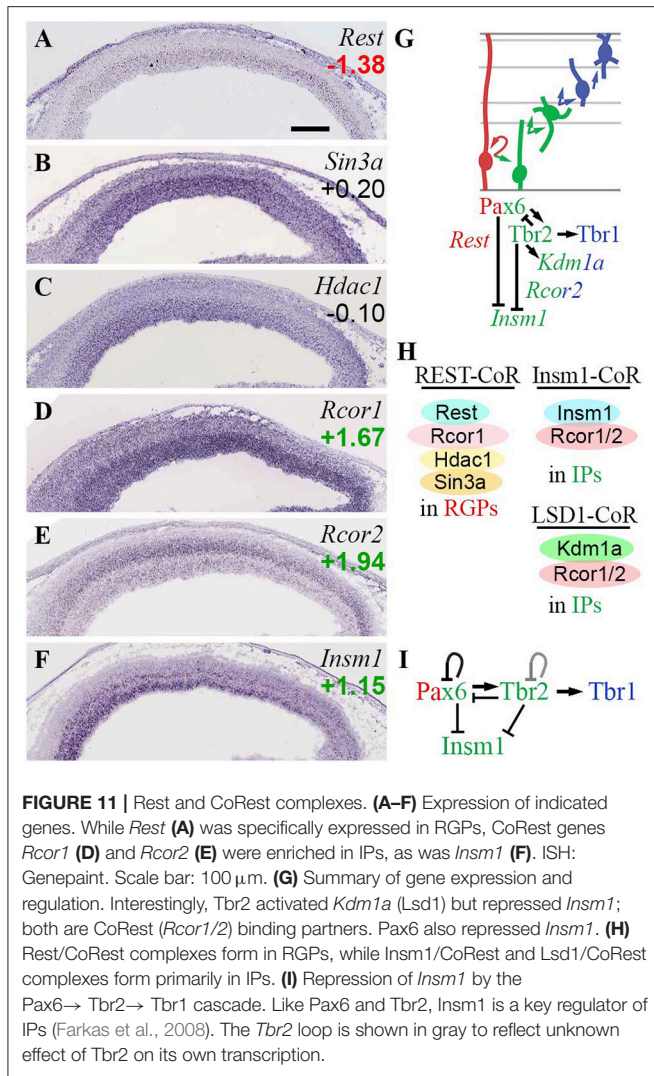 A
Rest
-1.38
B
Sin3a
+0.20
C
Hdac1
-0.10
D
Rcor1
+1.67
E
Rcor2
+1.94
F
Insm1
+1.15
G
Pax6
Rest
Tbr2
Tbr1
Kdm1a
Rcor2
Insm1
H
REST-CoR
Rest
Rcor1
Hdac1
Sin3a
in RGPs
Insm1-CoR
Insm1
Rcor1/2
in IPs
LSD1-CoR
Kdm1a
Rcor1/2
in IPs
I
Pax6
Tbr2
Tbr1
Insm1
FIGURE 11 | Rest and CoRest complexes. (A–F) Expression of indicated
genes. While Rest (A) was specifically expressed in RGPs, CoRest genes
Rcor1 (D) and Rcor2 (E) were enriched in IPs, as was Insm1 (F). ISH:
Genepaint. Scale bar: 100 μm. (G) Summary of gene expression and
regulation. Interestingly, Tbr2 activated Kdm1a (Lsd1) but repressed Insm1;
both are CoRest (Rcor1/2) binding partners. Pax6 also repressed Insm1. (H)
Rest/CoRest complexes form in RGPs, while Insm1/CoRest and Lsd1/CoRest
complexes form primarily in IPs. (I) Repression of Insm1 by the
Pax6→ Tbr2→ Tbr1 cascade. Like Pax6 and Tbr2, Insm1 is a key regulator of
IPs (Farkas et al., 2008). The Tbr2 loop is shown in gray to reflect unknown
effect of Tbr2 on its own transcription.